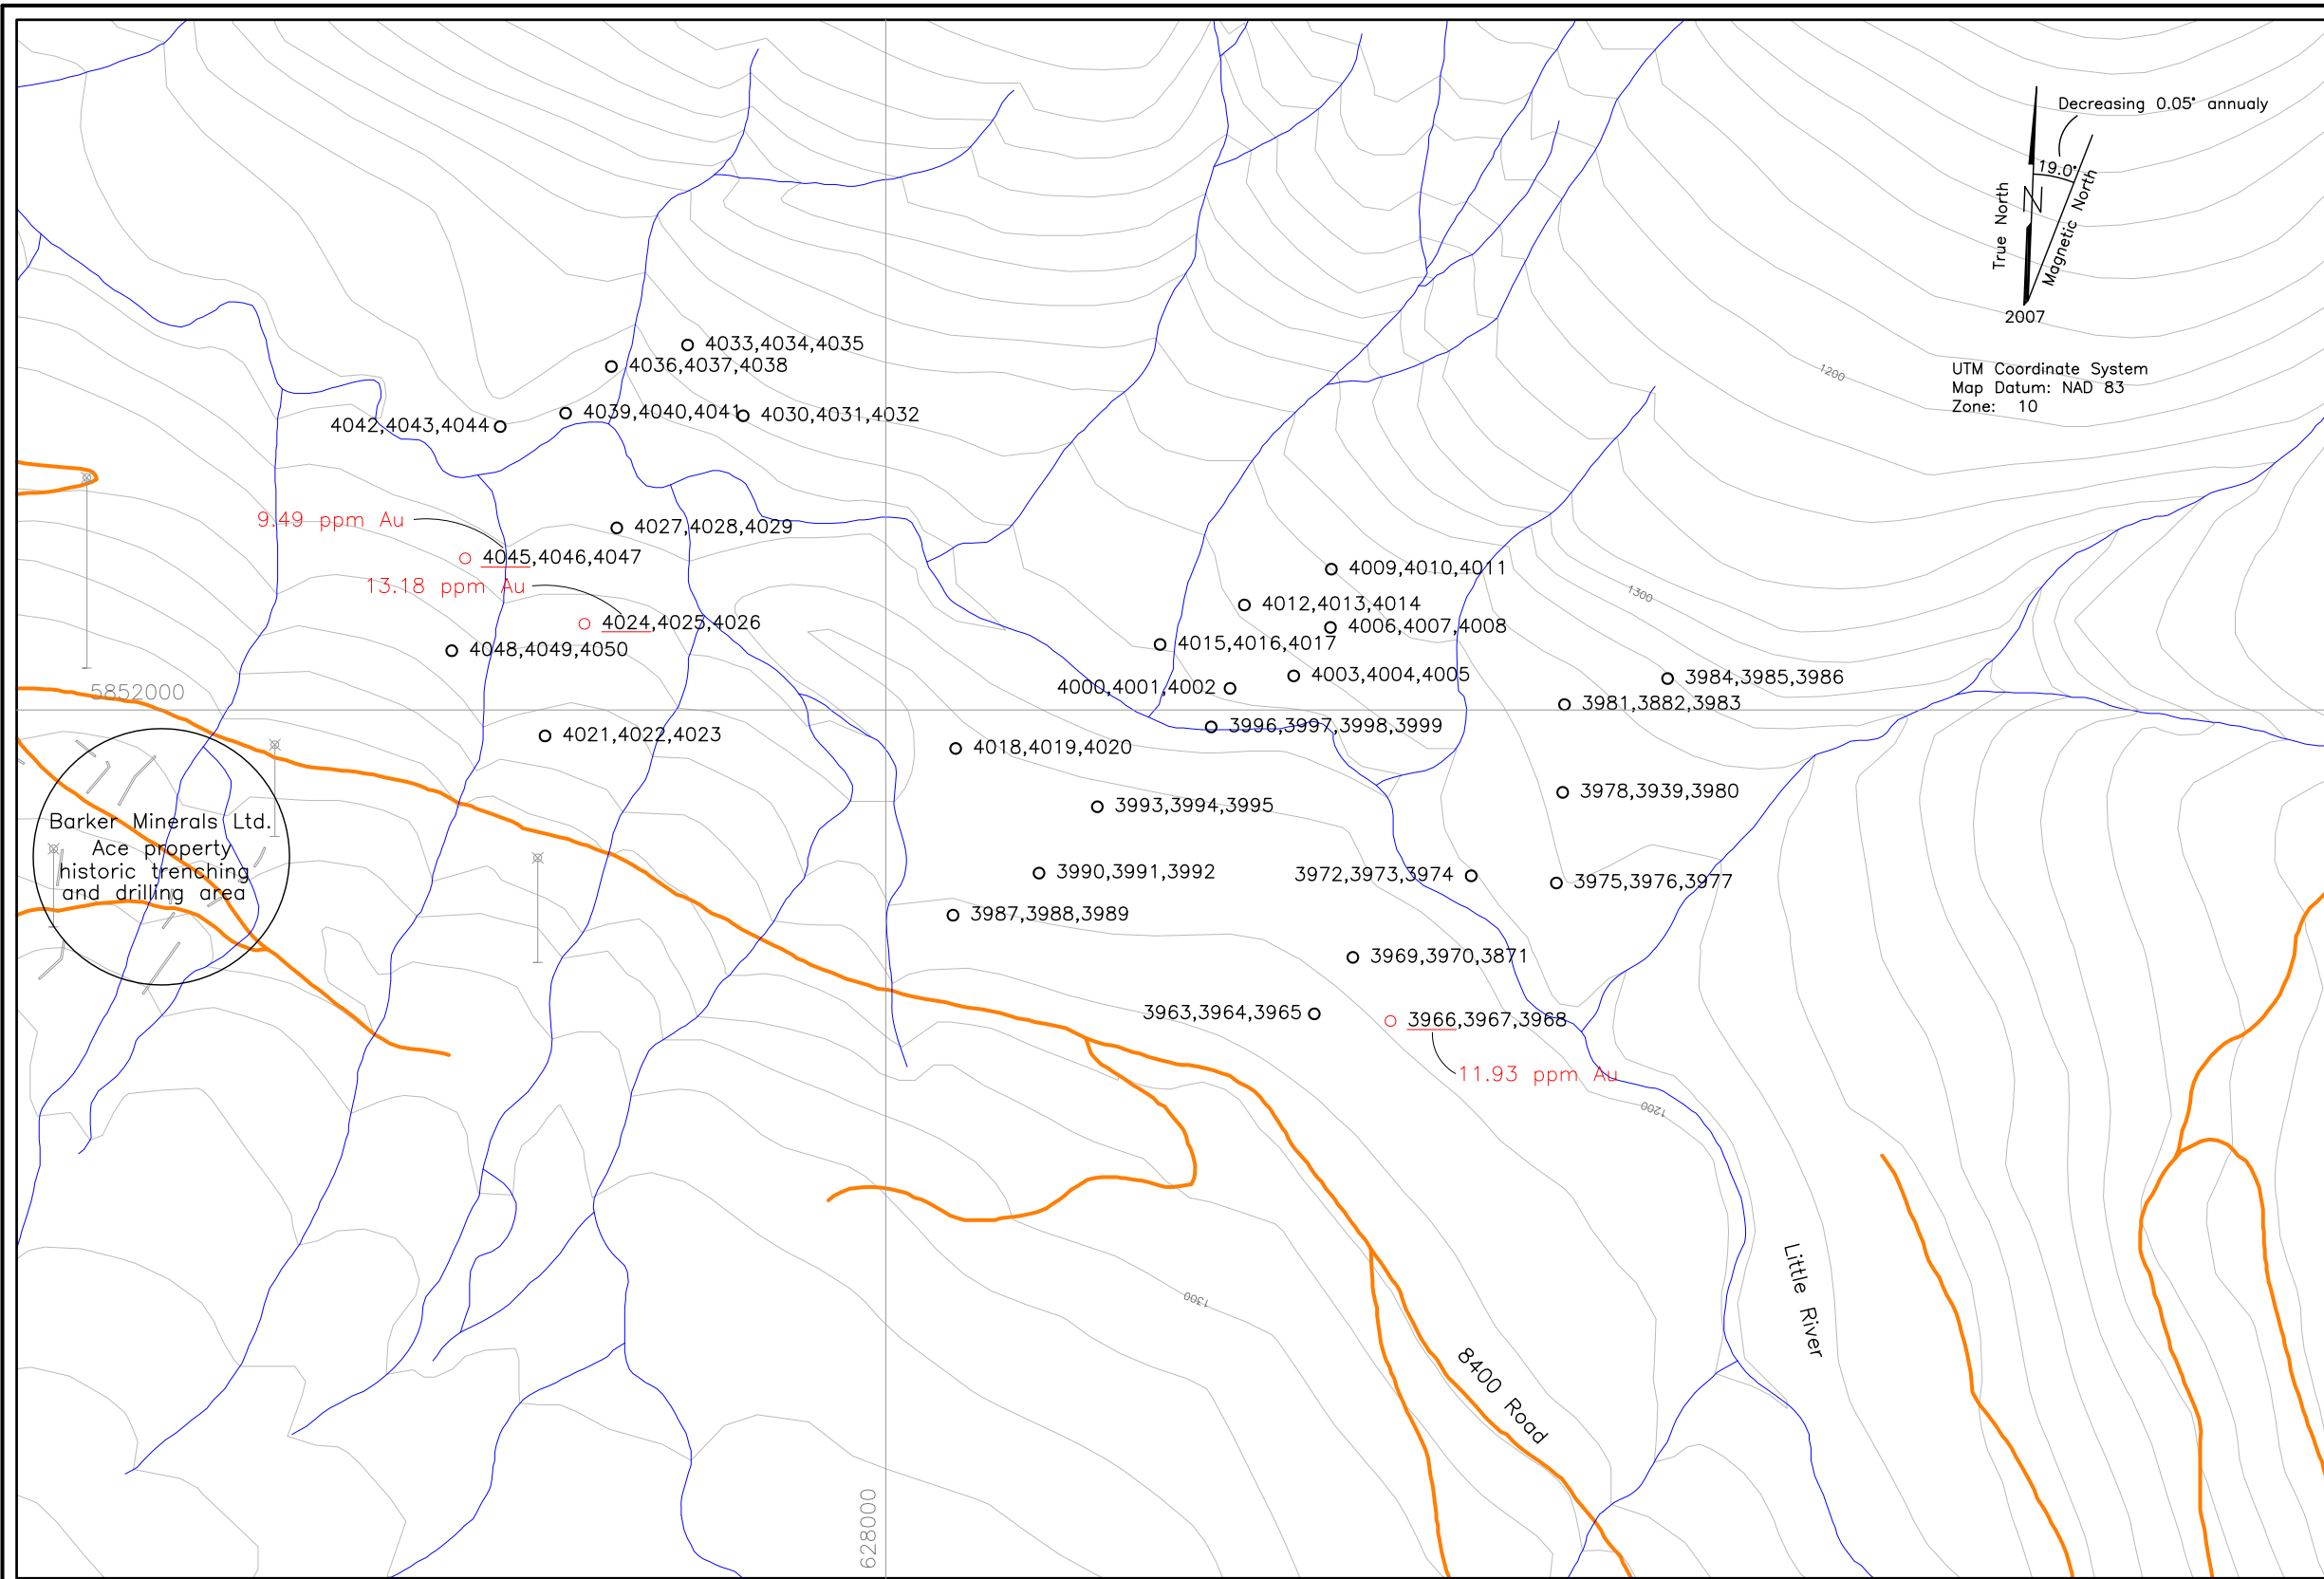 Decreasing 0.05° annualy
19.0°
True North
N
Magnetic North
2007
UTM Coordinate System
Map Datum: NAD 83
Zone: 10
1200
4033,4034,4035
4036,4037,4038
4039,4040,4041
4030,4031,4032
4042,4043,4044
9.49 ppm Au
4027,4028,4029
4045,4046,4047
13.18 ppm Au
4009,4010,4011
1300
4012,4013,4014
4024,4025,4026
4006,4007,4008
4015,4016,4017
4048,4049,4050
4003,4004,4005
3984,3985,3986
4000,4001,4002
5852000
3981,3882,3983
3996,3997,3998,3999
4021,4022,4023
4018,4019,4020
3978,3939,3980
3993,3994,3995
Barker Minerals Ltd.
Ace property
historic trenching
and drilling area
3990,3991,3992
3972,3973,3974
3975,3976,3977
3987,3988,3989
3969,3970,3871
3963,3964,3965
3966,3967,3968
11.93 ppm Au
1200
Little River
1300
8400 Road
628000